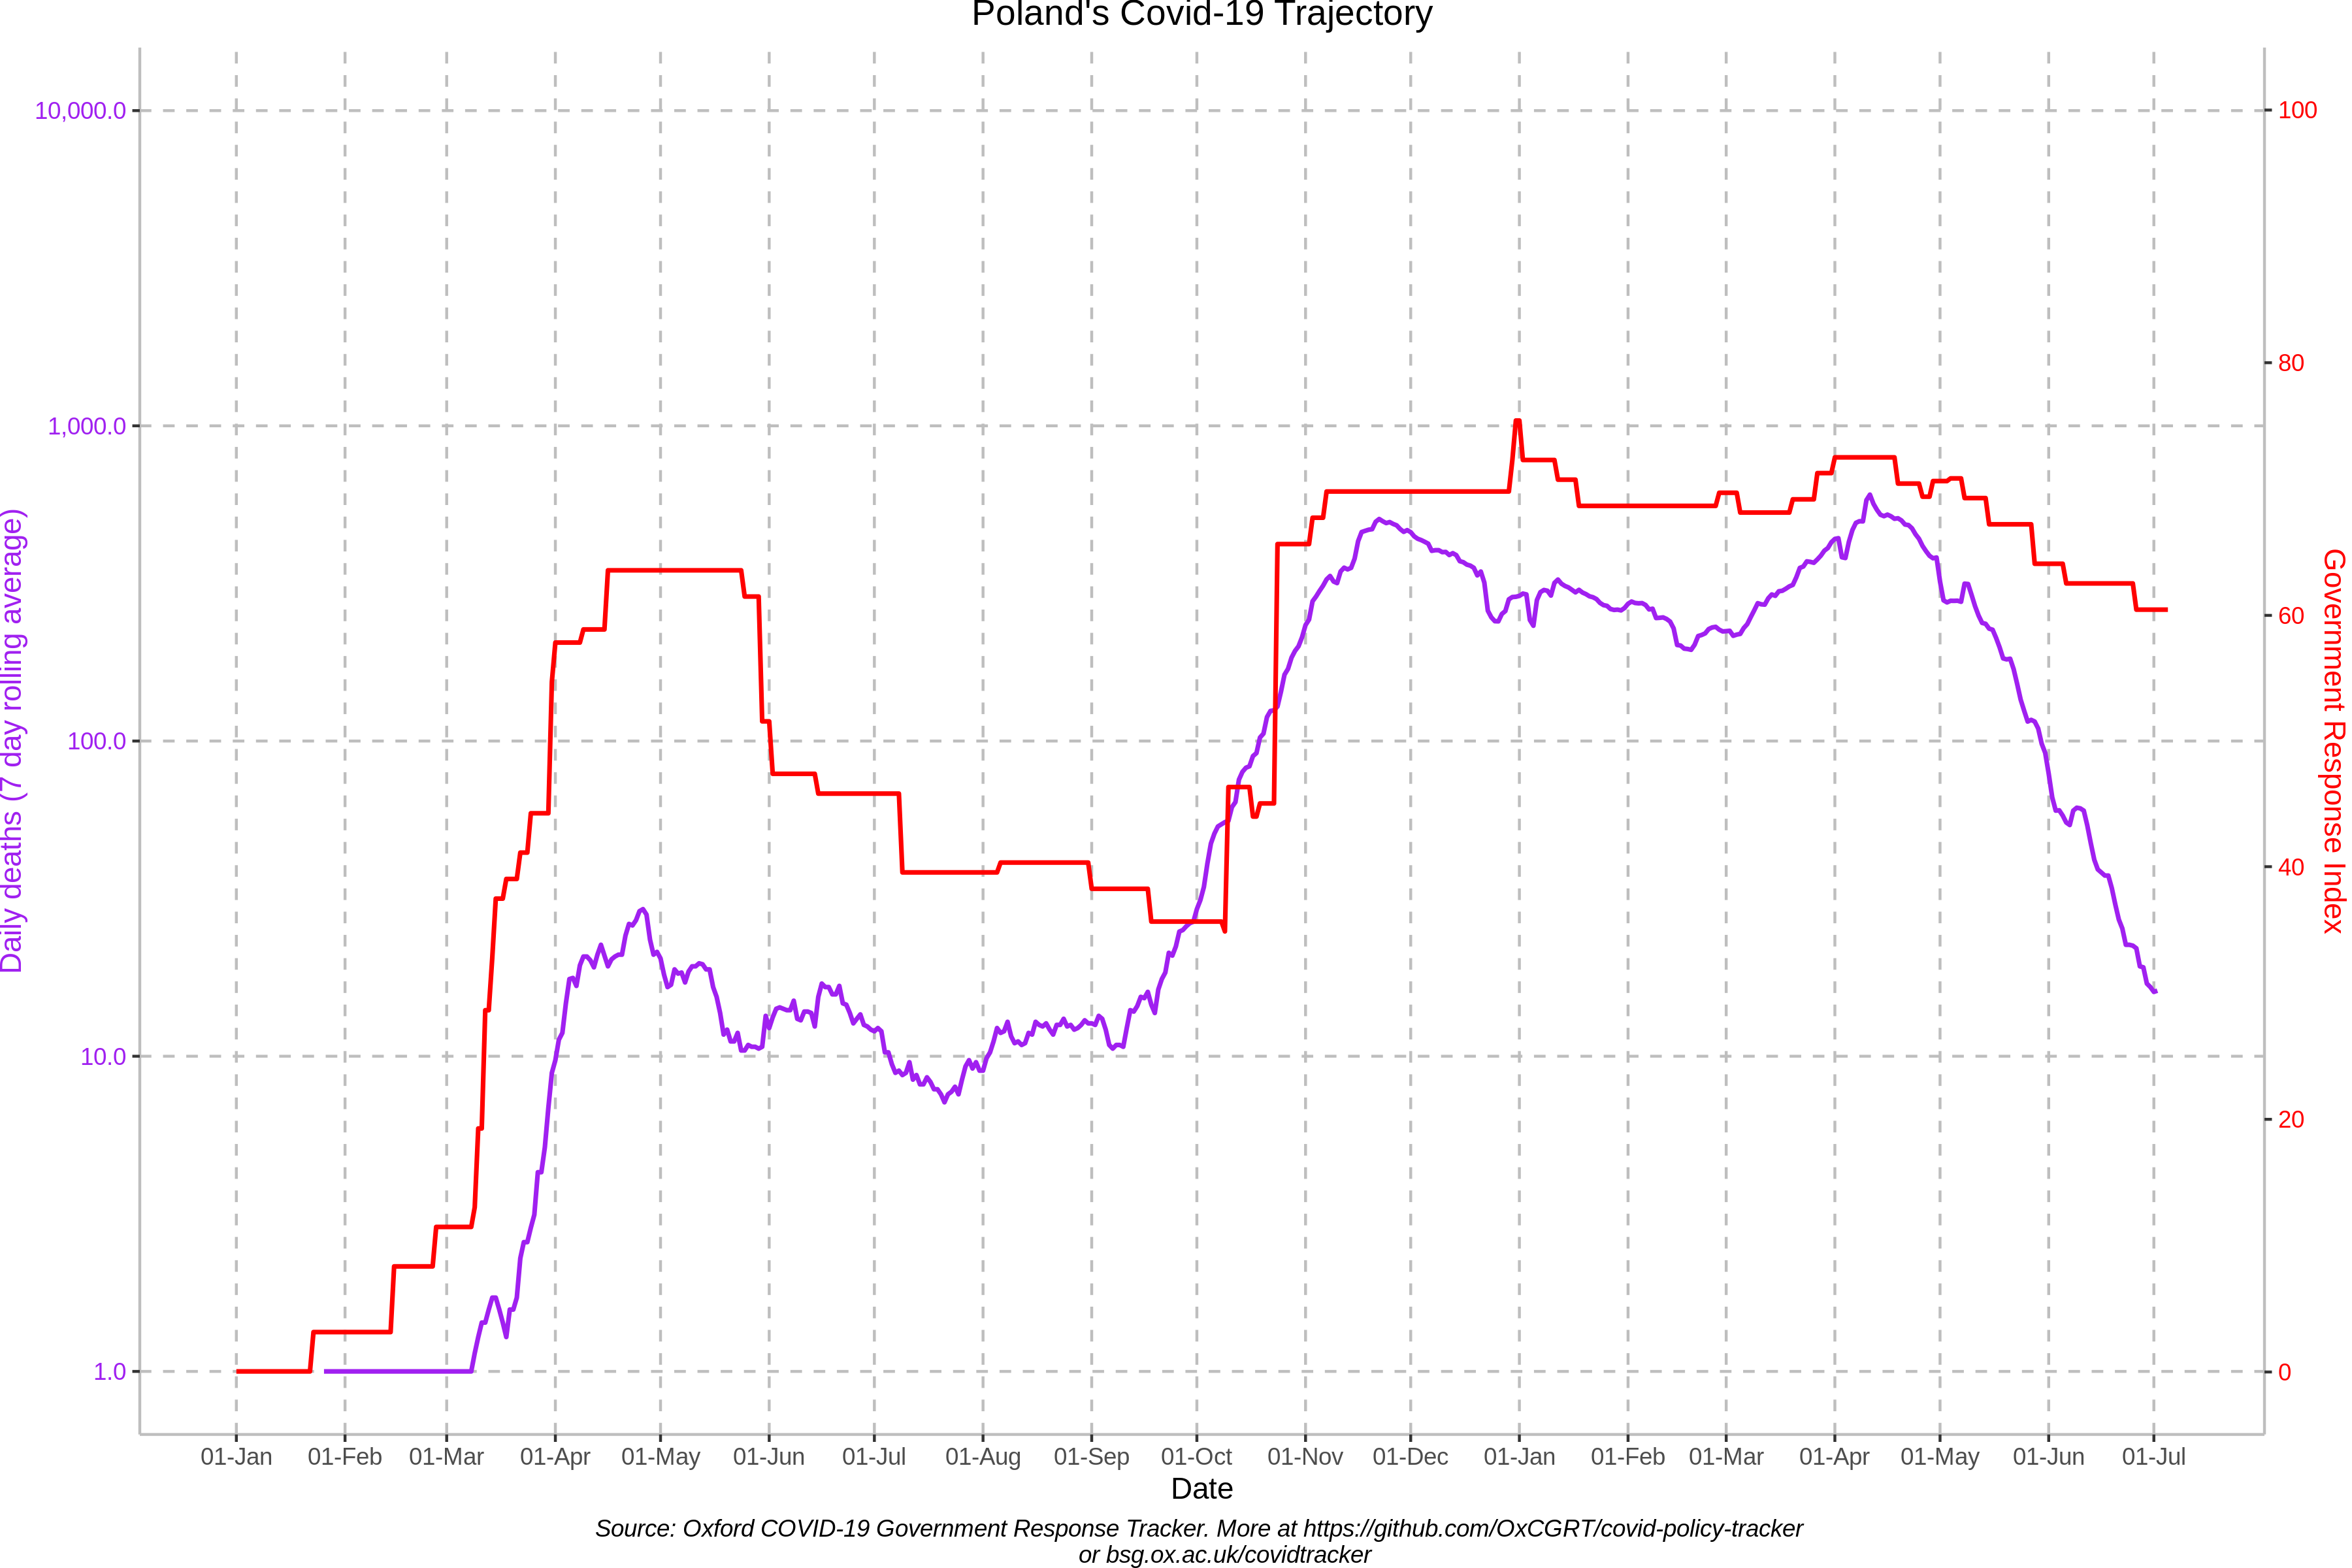 Poland's Covid-19 Trajectory
10,000.0
1,000.0
100.0
10.0
1.0
Daily deaths (7 day rolling average)
100
80
60
40
20
0
Government Response Index
01-Jan 01-Feb 01-Mar 01-Apr 01-May 01-Jun 01-Jul 01-Aug 01-Sep 01-Oct 01-Nov 01-Dec 01-Jan 01-Feb 01-Mar 01-Apr 01-May 01-Jun 01-Jul
Date
Source: Oxford COVID-19 Government Response Tracker. More at https://github.com/OxCGRT/covid-policy-tracker
or bsg.ox.ac.uk/covidtracker